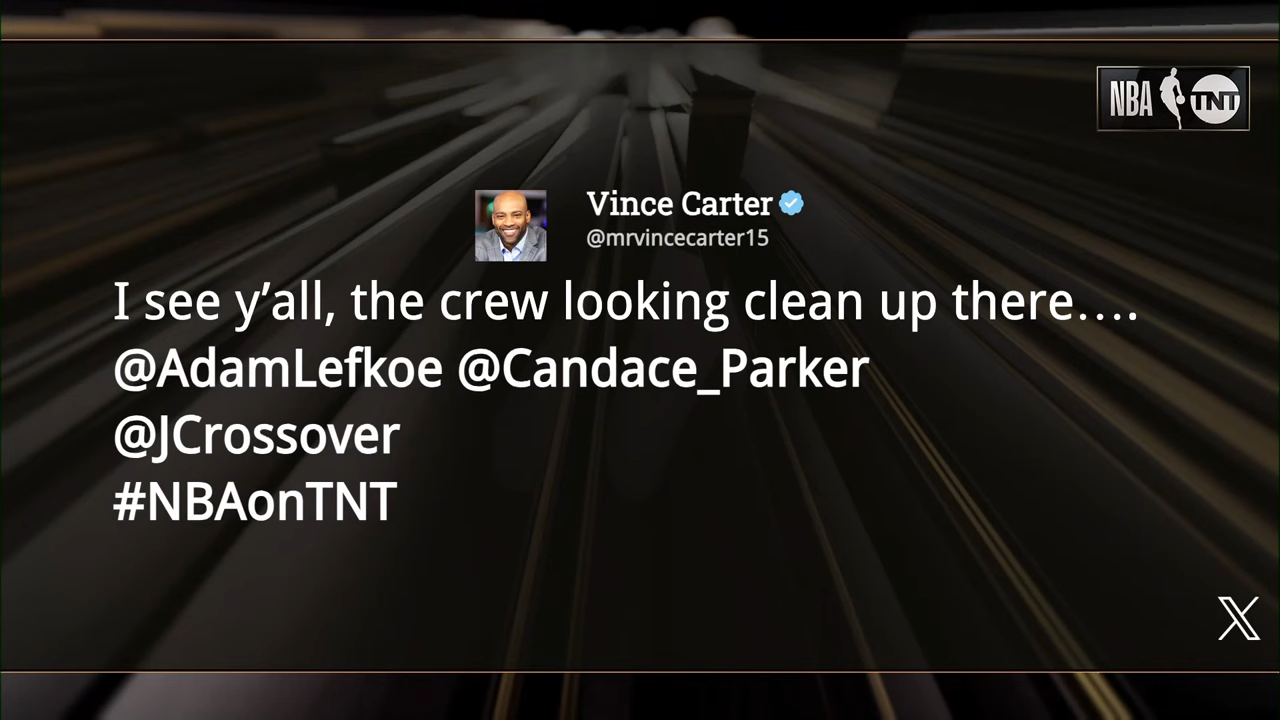 NBA TNT
Vince Carter
@mrvincecarter15
I see y’all, the crew looking clean up there….
@AdamLefkoe @Candace_Parker
@JCrossover
#NBAonTNT
X